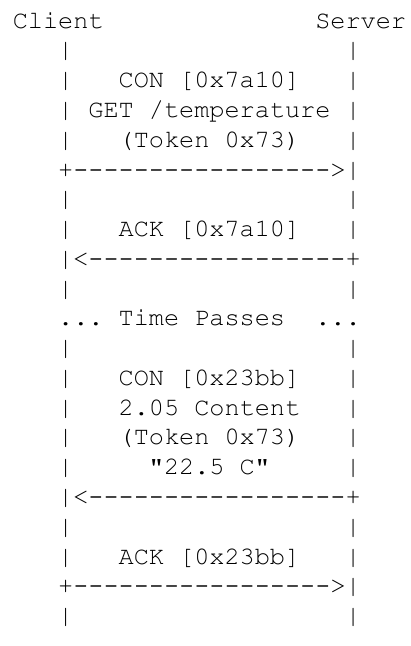 Client Server
CON [0x7a10]
GET /temperature
(Token 0x73)
ACK [0x7a10]
... Time Passes ...
CON [0x23bb]
2.05 Content
(Token 0x73)
"22.5 C"
ACK [0x23bb]